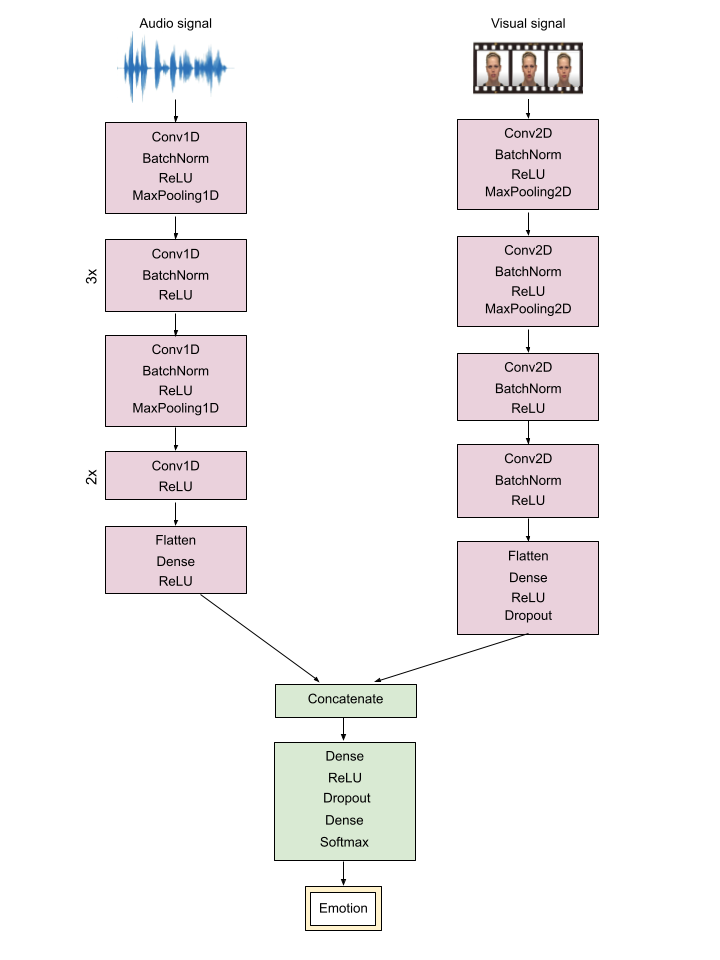 Audio signal
Conv1D
BatchNorm
ReLU
MaxPooling1D
3x
Conv1D
BatchNorm
ReLU
Conv1D
BatchNorm
ReLU
MaxPooling1D
2x
Conv1D
ReLU
Flatten
Dense
ReLU
Visual signal
Conv2D
BatchNorm
ReLU
MaxPooling2D
Conv2D
BatchNorm
ReLU
MaxPooling2D
Conv2D
BatchNorm
ReLU
Conv2D
BatchNorm
ReLU
Flatten
Dense
ReLU
Dropout
Concatenate
Dense
ReLU
Dropout
Dense
Softmax
Emotion